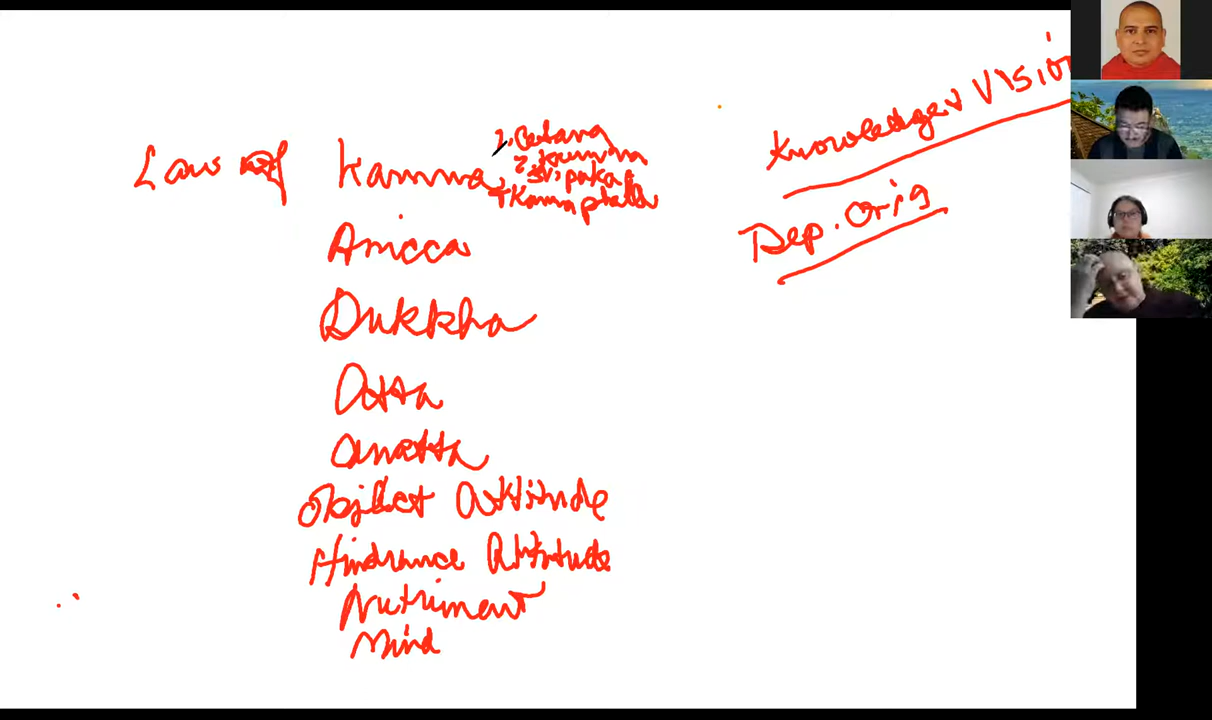 Law of Kamma
1. Cetana
2. Kamma
3. Vipaka
4 Kamma phala
Anicca
Dukkha
Atta
anatta
Object Attitude
Hindrance Attitude
Nutriment
Mind
Knowledge & Vision
Dep. Orig